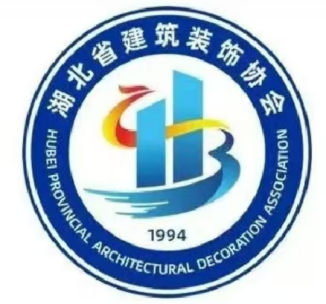 湖北省建筑装饰协会
HUBEI PROVINCIAL ARCHITECTURAL DECORATION ASSOCIATION
1994